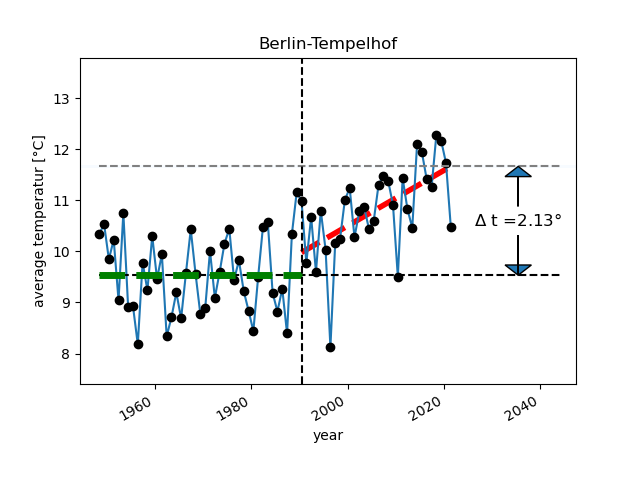 Berlin-Tempelhof
13
12
11
10
9
8
average temperatur [°C]
Δ t =2.13°
1960
1980
2000
2020
2040
year